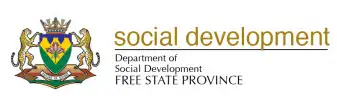 social development
Department of
Social Development
FREE STATE PROVINCE